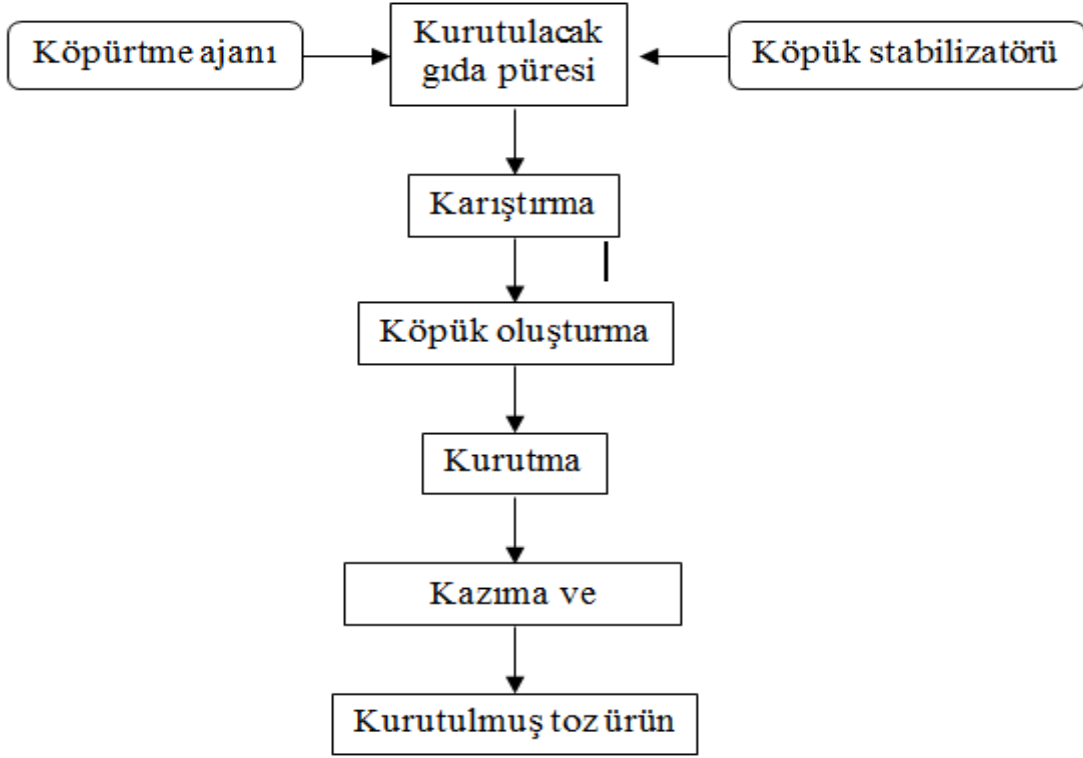 Köpürtme ajanı
Kurutulacak
gıda püresi
Köpük stabilizatörü
Karıştırma
Köpük oluşturma
Kurutma
Kazıma ve
Kurutulmuş toz ürün